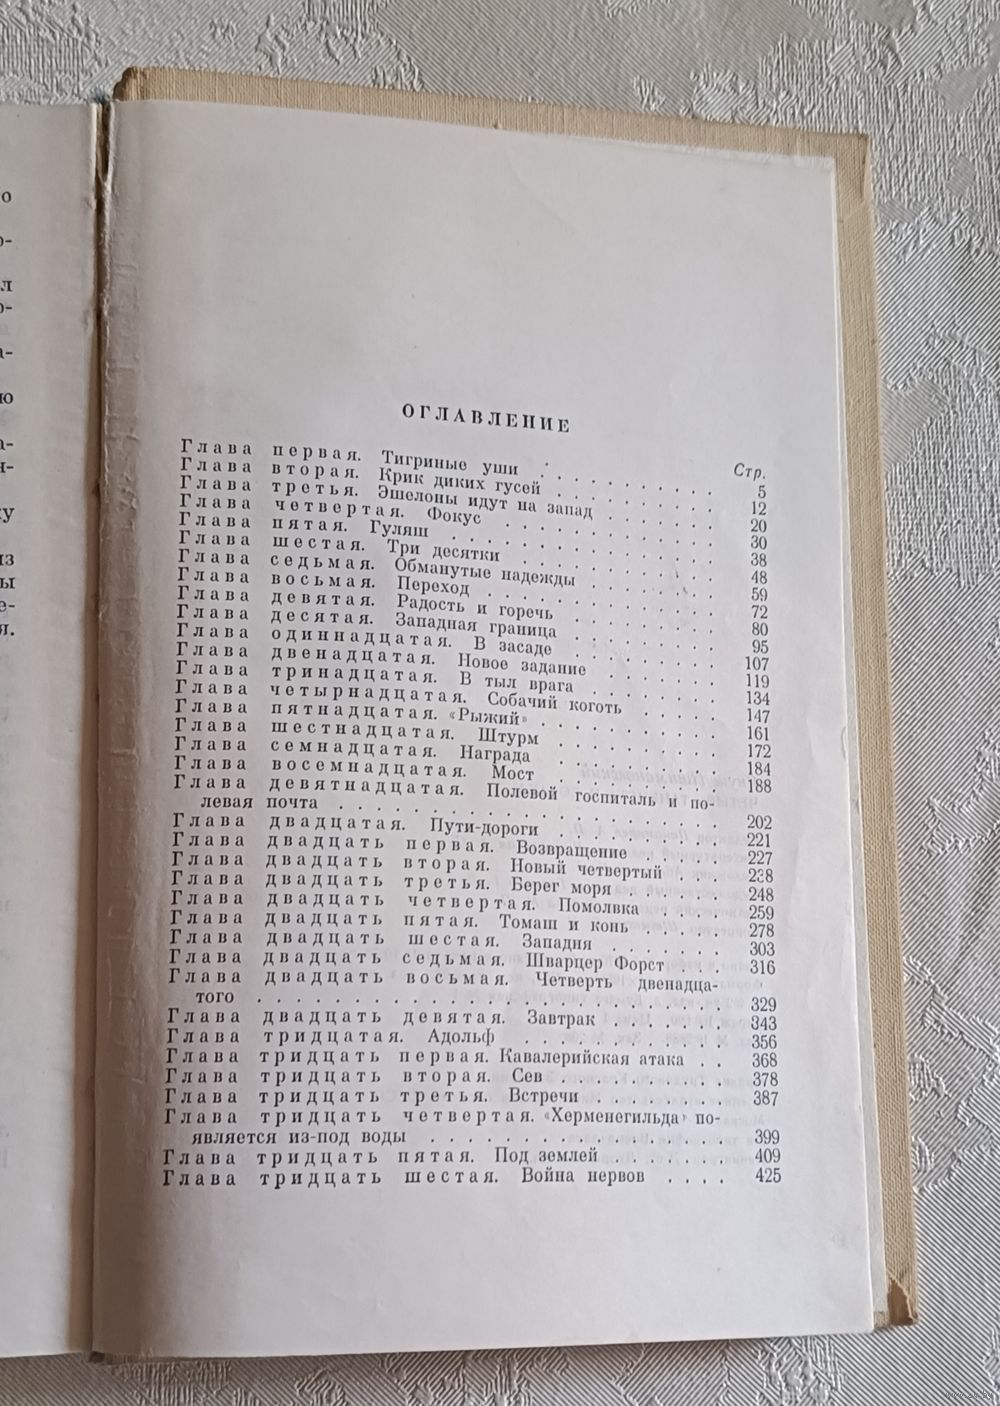 ОГЛАВЛЕНИЕ
Стр.
Глава первая. Тигриные уши . . . . . . . . . . 5
Глава вторая. Крик диких гусей . . . . . . . . . 12
Глава третья. Эшелоны идут на запад . . . . . . . 20
Глава четвертая. Фокус . . . . . . . . . . . 30
Глава пятая. Гуляш . . . . . . . . . . . . . 38
Глава шестая. Три десятки . . . . . . . . . . 48
Глава седьмая. Обманутые надежды . . . . . . . 59
Глава восьмая. Переход . . . . . . . . . . . 72
Глава девятая. Радость и горечь . . . . . . . . 80
Глава десятая. Западная граница . . . . . . . . 95
Глава одиннадцатая. В засаде . . . . . . . . 107
Глава двенадцатая. Новое задание . . . . . . 119
Глава тринадцатая. В тыл врага . . . . . . . 134
Глава четырнадцатая. Собачий коготь . . . . . 147
Глава пятнадцатая. «Рыжий» . . . . . . . . . 161
Глава шестнадцатая. Штурм . . . . . . . . . 172
Глава семнадцатая. Награда . . . . . . . . . 184
Глава восемнадцатая. Мост . . . . . . . . . 188
Глава девятнадцатая. Полевой госпиталь и по-
левая почта . . . . . . . . . . . . . . . . 202
Глава двадцатая. Пути-дороги . . . . . . . . 221
Глава двадцать первая. Возвращение . . . . . 227
Глава двадцать вторая. Новый четвертый . . . 238
Глава двадцать третья. Берег моря . . . . . . 248
Глава двадцать четвертая. Помолвка . . . . . 259
Глава двадцать пятая. Томаш и конь . . . . . 278
Глава двадцать шестая. Западня . . . . . . . 303
Глава двадцать седьмая. Шварцер Форст . . . 316
Глава двадцать восьмая. Четверть двенадца-
того . . . . . . . . . . . . . . . . . . . 329
Глава двадцать девятая. Завтрак . . . . . . . 343
Глава тридцатая. Адольф . . . . . . . . . . 356
Глава тридцать первая. Кавалерийская атака . . 368
Глава тридцать вторая. Сев . . . . . . . . . 378
Глава тридцать третья. Встречи . . . . . . . . 387
Глава тридцать четвертая. «Херменегильда» по-
является из-под воды . . . . . . . . . . . . . 399
Глава тридцать пятая. Под землей . . . . . . . 409
Глава тридцать шестая. Война нервов . . . . 425